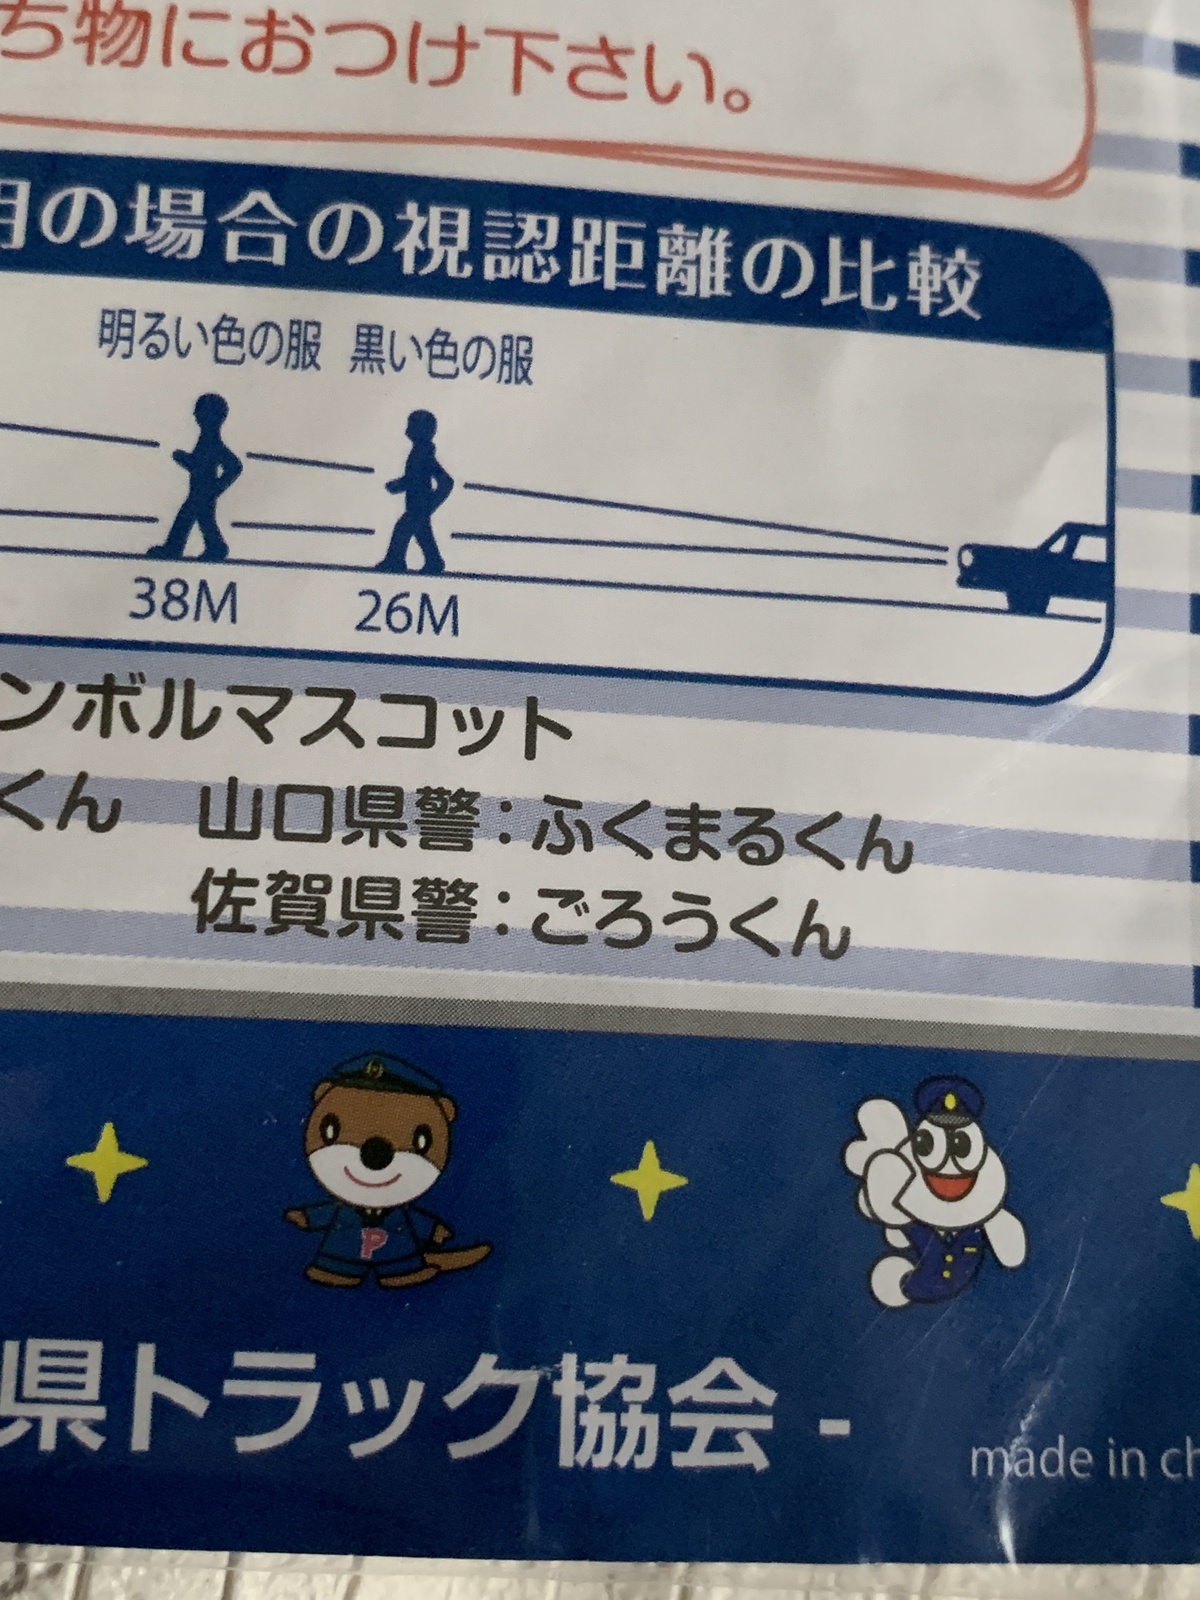 ち物におつけ下さい。
明の場合の視認距離の比較
明るい色の服 黒い色の服
38M 26M
ンボルマスコット
くん 山口県警：ふくまるくん
佐賀県警：ごろうくん
P
県トラック協会 -
made in ch